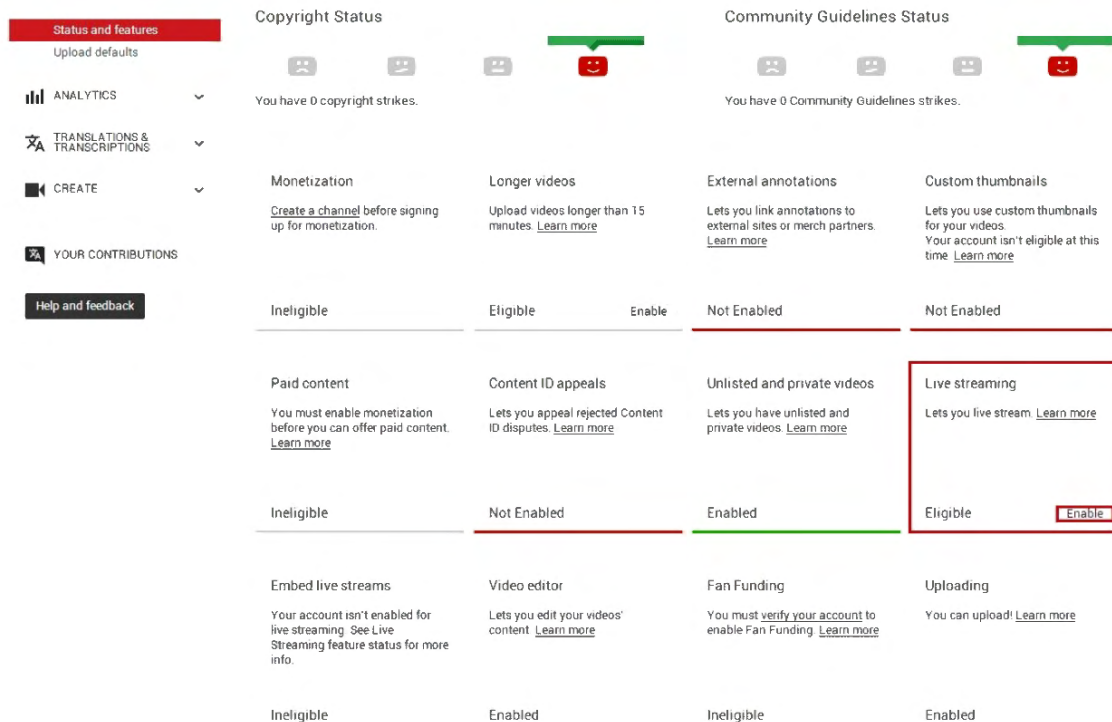 Status and features
Upload defaults
ANALYTICS
TRANSLATIONS &
TRANSCRIPTIONS
CREATE
YOUR CONTRIBUTIONS
Help and feedback
Copyright Status
You have 0 copyright strikes.
Community Guidelines Status
You have 0 Community Guidelines strikes.
Monetization
Create a channel before signing
up for monetization.
Ineligible
Longer videos
Upload videos longer than 15
minutes. Learn more
Eligible
Enable
External annotations
Lets you link annotations to
external sites or merch partners.
Learn more
Not Enabled
Custom thumbnails
Lets you use custom thumbnails
for your videos.
Your account isn't eligible at this
time. Learn more
Not Enabled
Paid content
You must enable monetization
before you can offer paid content.
Learn more
Ineligible
Content ID appeals
Lets you appeal rejected Content
ID disputes. Learn more
Not Enabled
Unlisted and private videos
Lets you have unlisted and
private videos. Learn more
Enabled
Live streaming
Lets you live stream. Learn more
Eligible
Enable
Embed live streams
Your account isn't enabled for
live streaming. See Live
Streaming feature status for more
info.
Ineligible
Video editor
Lets you edit your videos'
content. Learn more
Enabled
Fan Funding
You must verify your account to
enable Fan Funding. Learn more
Ineligible
Uploading
You can upload! Learn more
Enabled